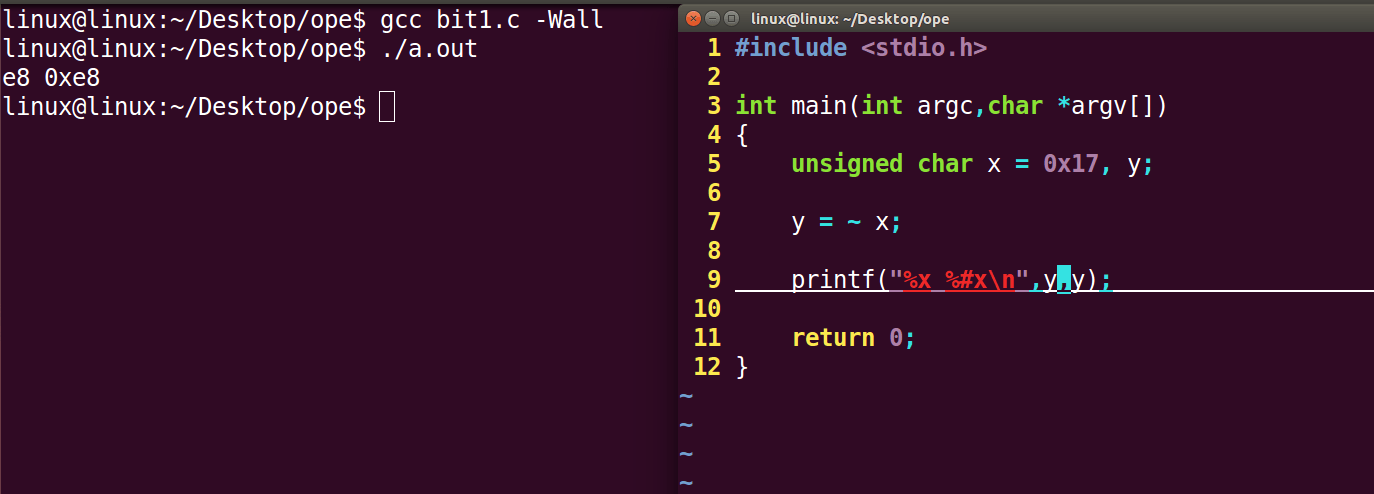 linux@linux:~/Desktop/ope$ gcc bit1.c -Wall
linux@linux:~/Desktop/ope$ ./a.out
e8 0xe8
linux@linux:~/Desktop/ope$
linux@linux: ~/Desktop/ope
1 #include <stdio.h>
2
3 int main(int argc,char *argv[])
4 {
5     unsigned char x = 0x17, y;
6
7     y = ~ x;
8
9     printf("%x %#x\n",y,y);
10
11     return 0;
12 }
~
~
~
~